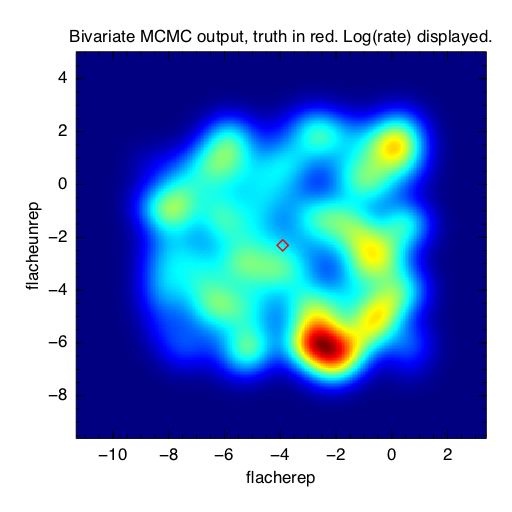 Bivariate MCMC output, truth in red. Log(rate) displayed.
4
2
0
−2
−4
−6
−8
flacheunrep
−10 −8 −6 −4 −2 0 2
flacherep